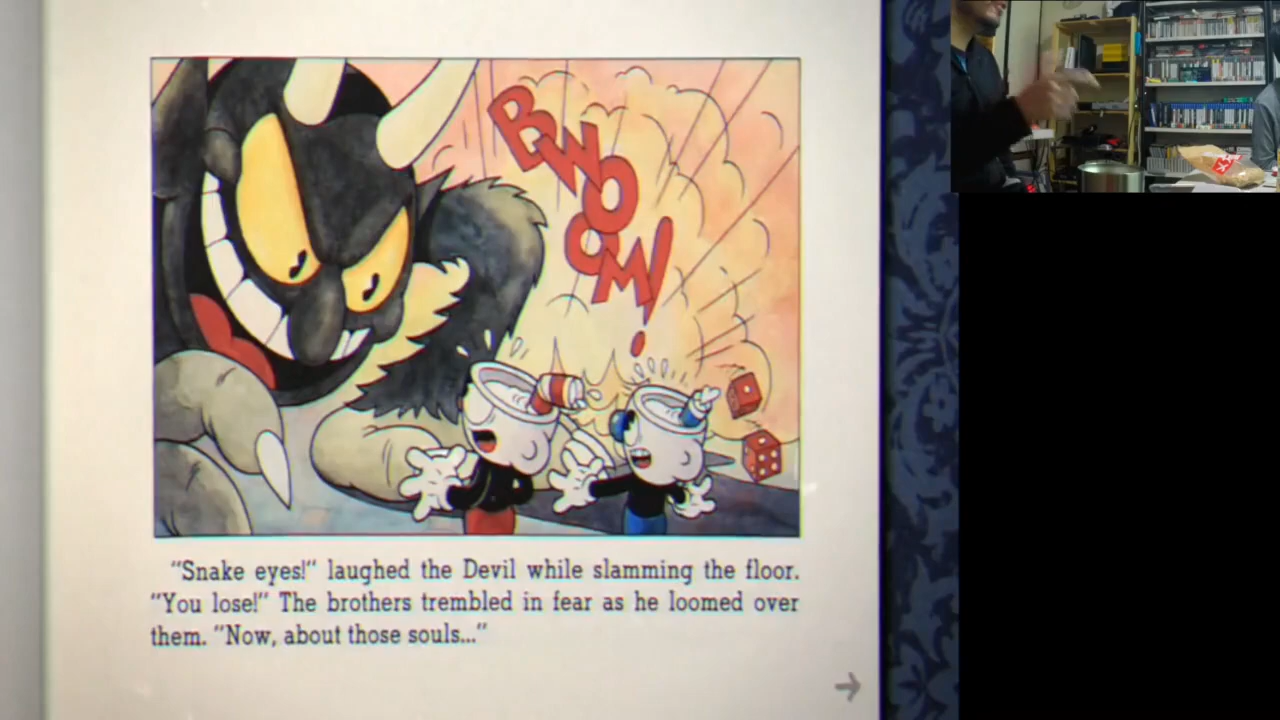 BWOOM!
“Snake eyes!” laughed the Devil while slamming the floor.
“You lose!” The brothers trembled in fear as he loomed over
them. “Now, about those souls...”